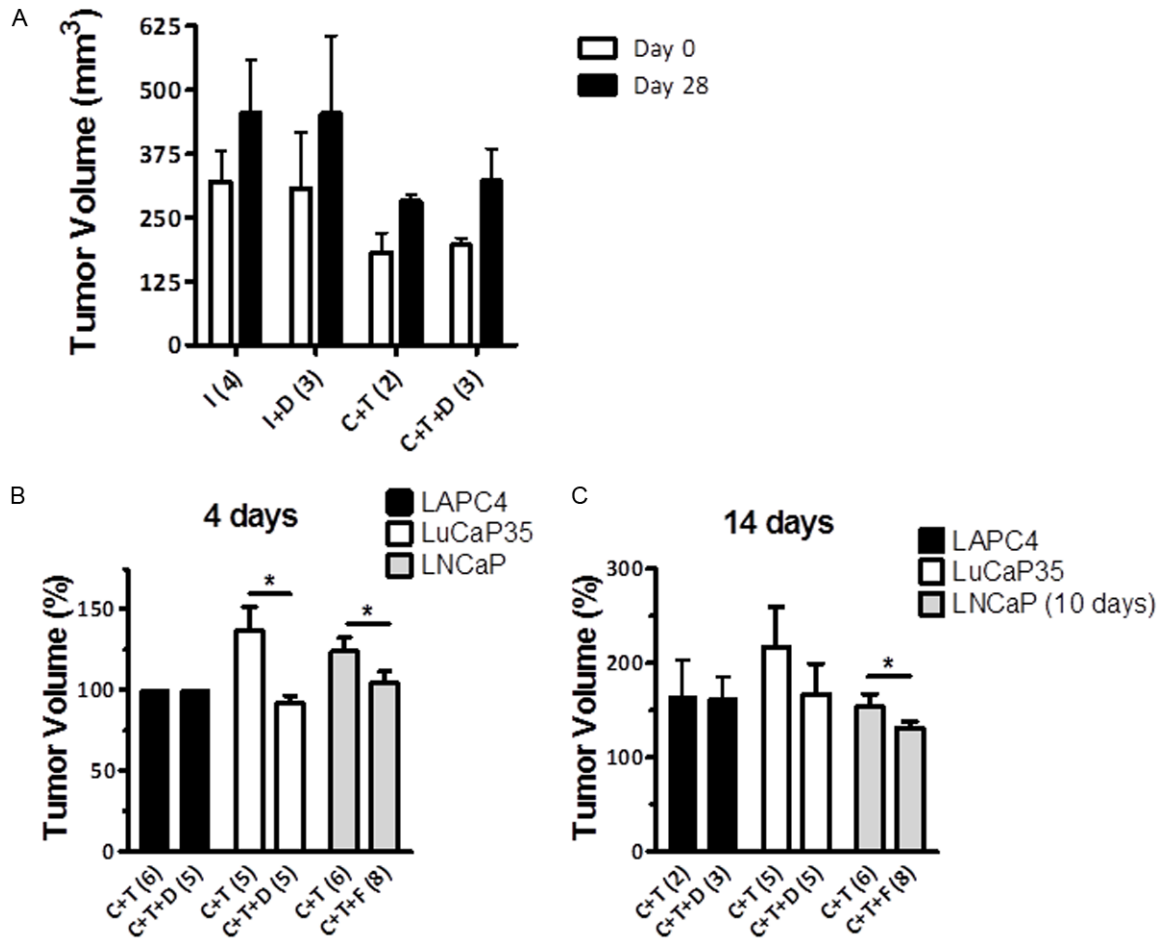 A
Tumor Volume (mm3)
625
500
375
250
125
0
I (4)
I+D (3)
C+T (2)
C+T+D (3)
Day 0
Day 28
B
4 days
LAPC4
LuCaP35
LNCaP
Tumor Volume (%)
150
100
50
0
*
*
C+T (6)
C+T+D (5)
C+T (5)
C+T+D (5)
C+T (6)
C+T+F (8)
C
14 days
LAPC4
LuCaP35
LNCaP (10 days)
Tumor Volume (%)
300
200
100
0
*
C+T (2)
C+T+D (3)
C+T (5)
C+T+D (5)
C+T (6)
C+T+F (8)